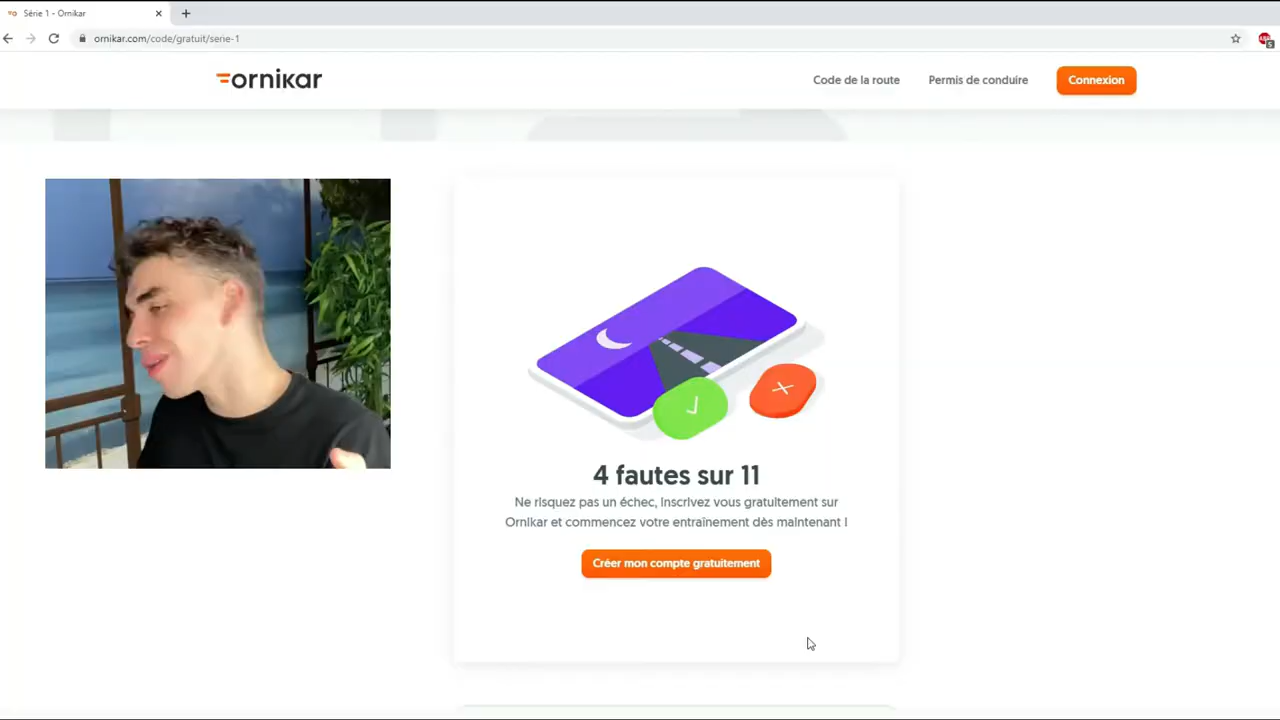 Série 1 - Ornikar
ornikar.com/code/gratuit/serie-1
5
ornikar
Code de la route
Permis de conduire
Connexion
4 fautes sur 11
Ne risquez pas un échec, inscrivez vous gratuitement sur
Ornikar et commencez votre entraînement dès maintenant !
Créer mon compte gratuitement